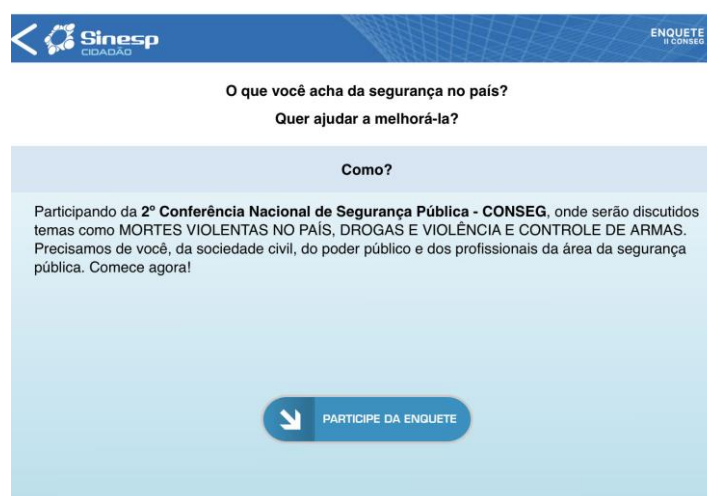 Sinesp
CIDADÃO
ENQUETE
II CONSEG
O que você acha da segurança no país?
Quer ajudar a melhorá-la?
Como?
Participando da 2º Conferência Nacional de Segurança Pública - CONSEG, onde serão discutidos
temas como MORTES VIOLENTAS NO PAÍS, DROGAS E VIOLÊNCIA E CONTROLE DE ARMAS.
Precisamos de você, da sociedade civil, do poder público e dos profissionais da área da segurança
pública. Comece agora!
PARTICIPE DA ENQUETE